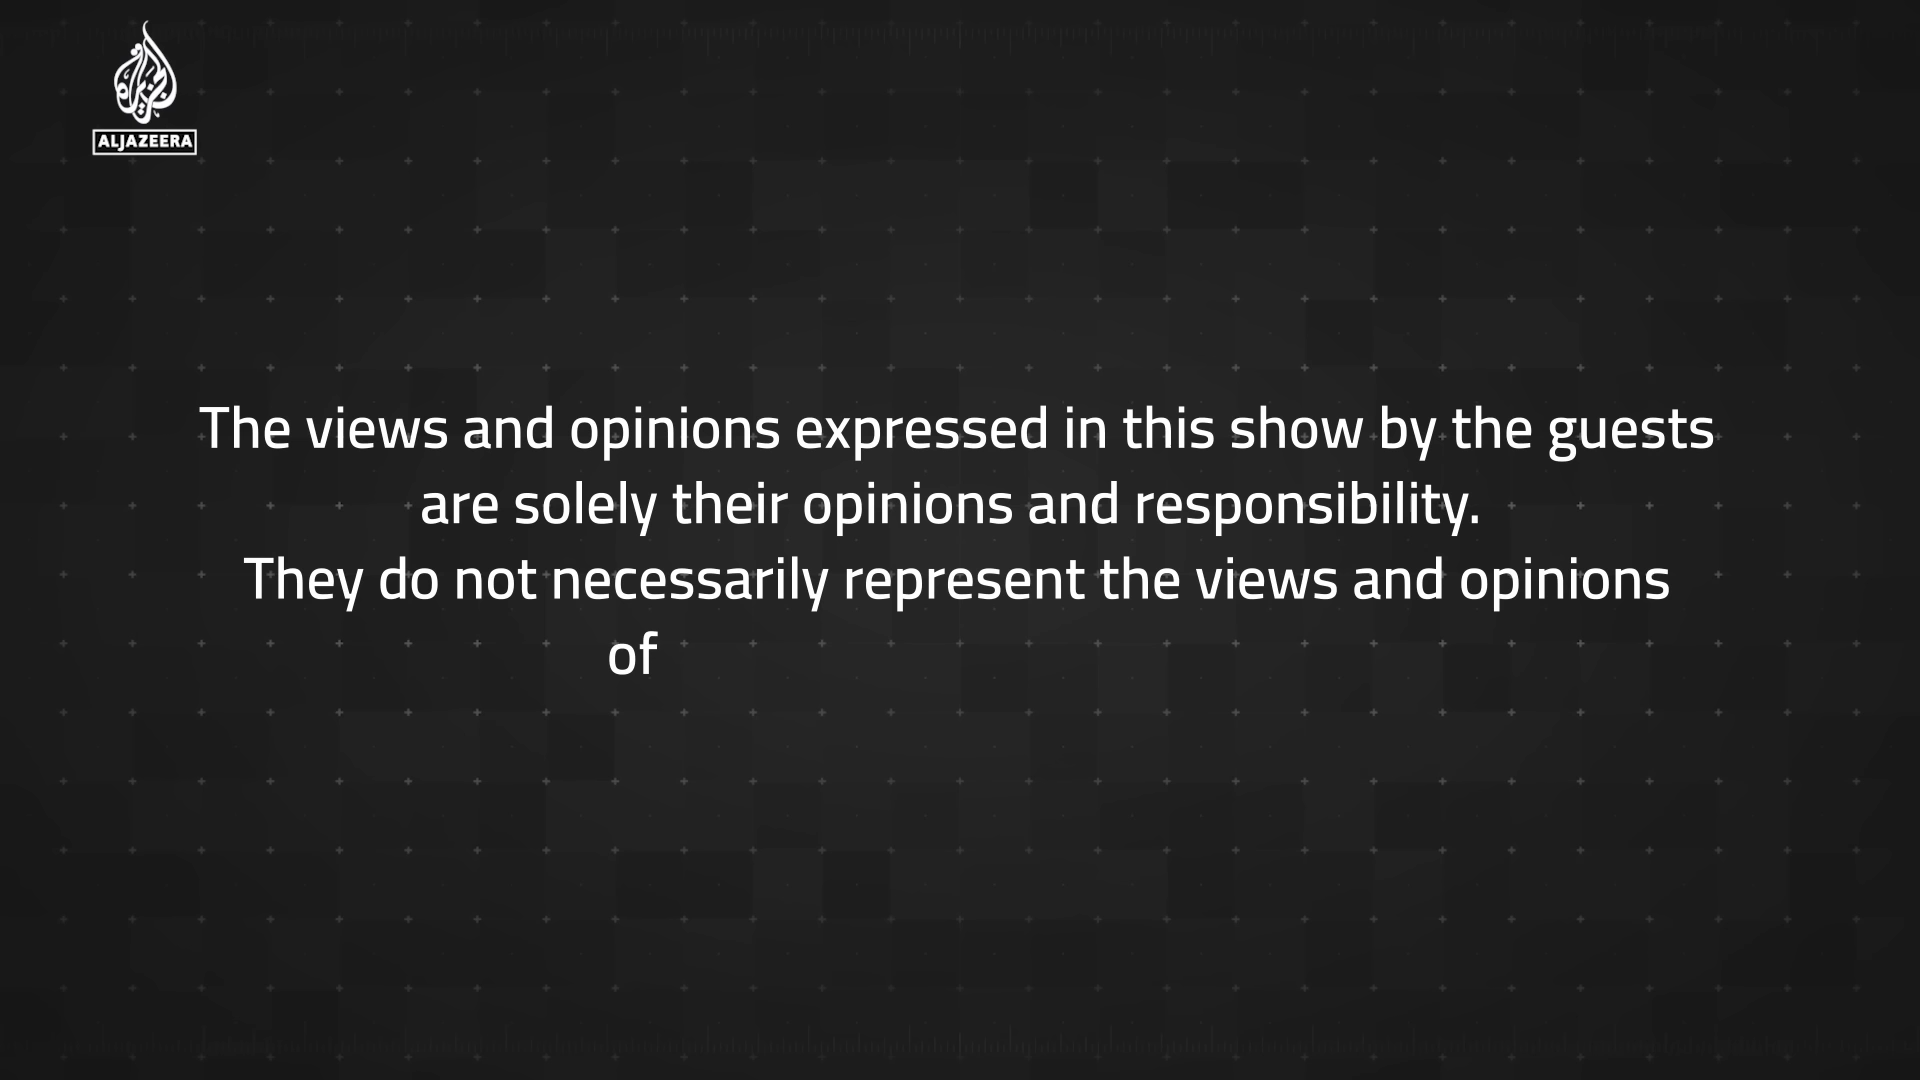 الجزيرة
ALJAZEERA
The views and opinions expressed in this show by the guests
are solely their opinions and responsibility.
They do not necessarily represent the views and opinions
of